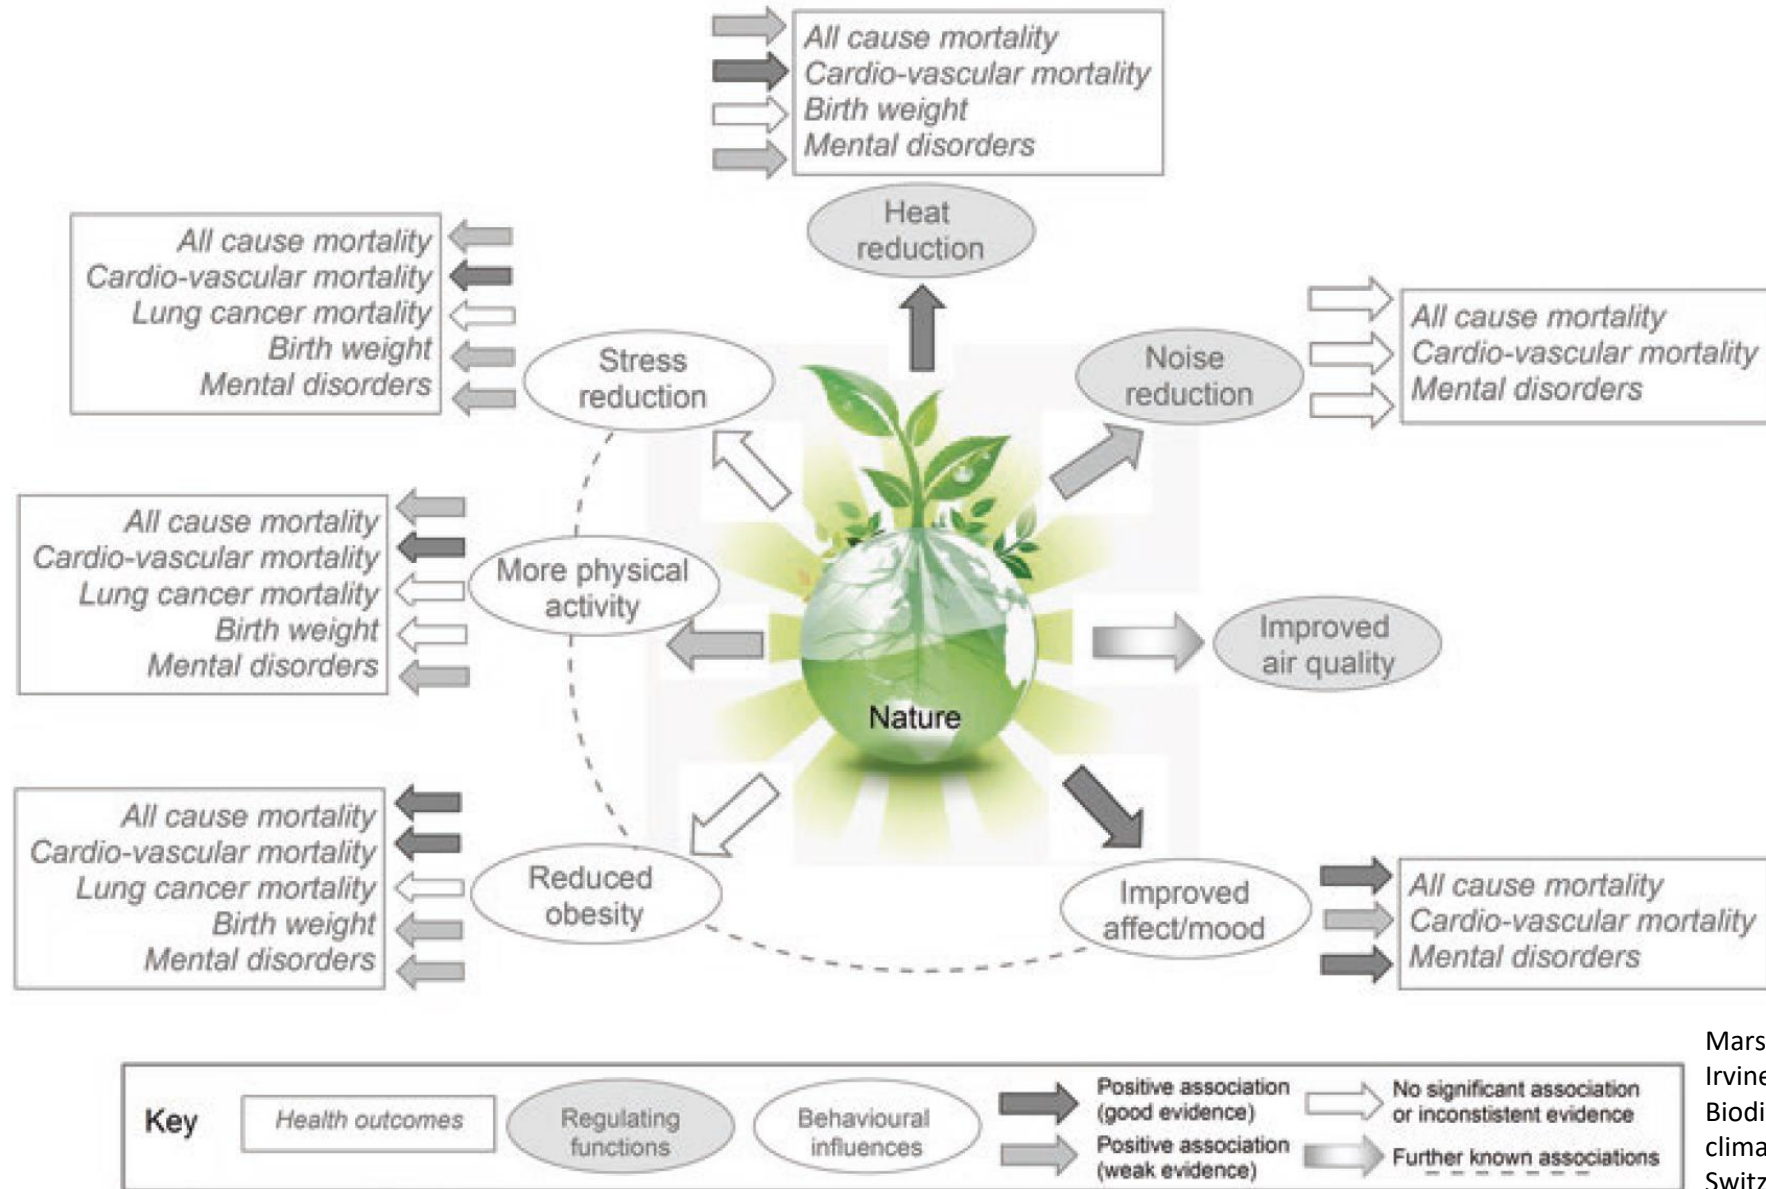 All cause mortality
Cardio-vascular mortality
Birth weight
Mental disorders
Heat
reduction
All cause mortality
Cardio-vascular mortality
Lung cancer mortality
Birth weight
Mental disorders
Stress
reduction
Noise
reduction
All cause mortality
Cardio-vascular mortality
Mental disorders
All cause mortality
Cardio-vascular mortality
Lung cancer mortality
Birth weight
Mental disorders
More physical
activity
Improved
air quality
Nature
All cause mortality
Cardio-vascular mortality
Lung cancer mortality
Birth weight
Mental disorders
Reduced
obesity
Improved
affect/mood
All cause mortality
Cardio-vascular mortality
Mental disorders
Key
Health outcomes
Regulating
functions
Behavioural
influences
Positive association
(good evidence)
Positive association
(weak evidence)
No significant association
or inconstistent evidence
Further known associations
Mars
Irvine
Biodi
clima
Switz